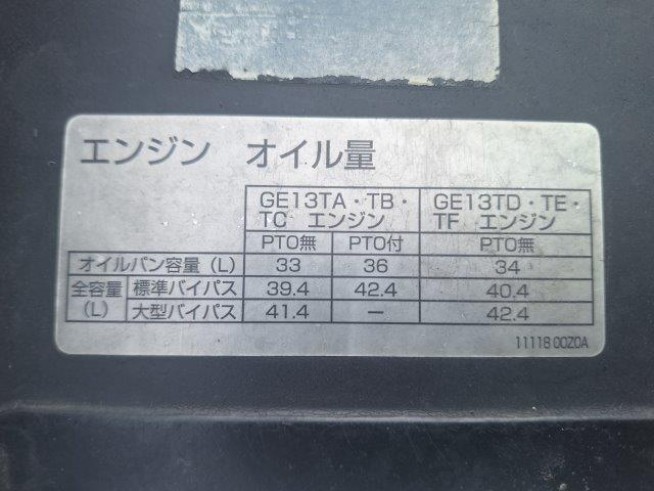 エンジン オイル量
GE13TA・TB・ GE13TD・TE・
TC エンジン TF エンジン
PTO無 PTO付 PTO無
オイルパン容量(L) 33 36 34
全容量 標準バイパス 39.4 42.4 40.4
(L) 大型バイパス 41.4 － 42.4
11118 00Z0A